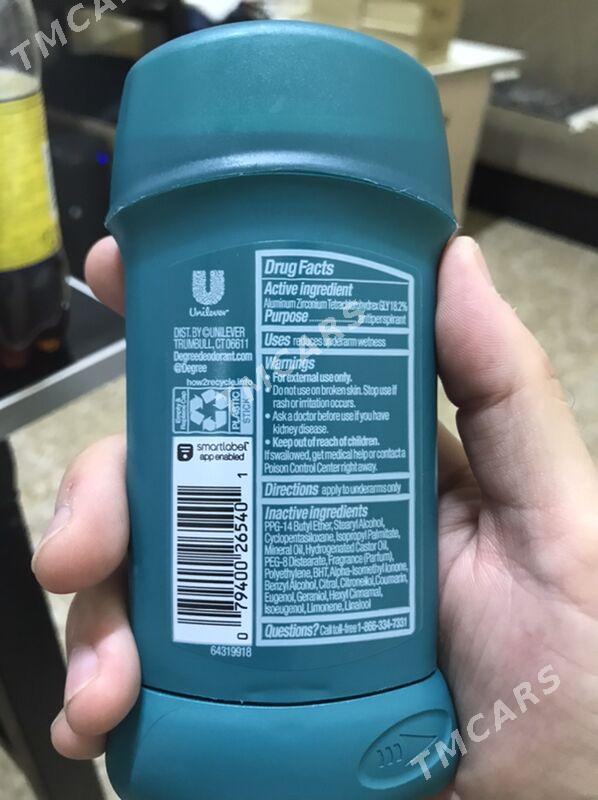 TMCARS
Unilever
DIST. BY ©UNILEVER
TRUMBULL, CT 06611
Degreedeodorant.com
@Degree
how2recycle.info
Empty &
Replace Cap
PLASTIC
STICK
smartlabel
app enabled
0 79400 26540 1
64319918
Drug Facts
Active ingredient
Aluminum Zirconium Tetrachlorohydrex GLY 18.2%
Purpose ............... antiperspirant
Uses reduces underarm wetness
Warnings
• For external use only.
• Do not use on broken skin. Stop use if
rash or irritation occurs.
• Ask a doctor before use if you have
kidney disease.
• Keep out of reach of children.
If swallowed, get medical help or contact a
Poison Control Center right away.
Directions apply to underarms only
Inactive ingredients
PPG-14 Butyl Ether, Stearyl Alcohol,
Cyclopentasiloxane, Isopropyl Palmitate,
Mineral Oil, Hydrogenated Castor Oil,
PEG-8 Distearate, Fragrance (Parfum),
Polyethylene, BHT, Alpha-Isomethyl Ionone,
Benzyl Alcohol, Citral, Citronellol, Coumarin,
Eugenol, Geraniol, Hexyl Cinnamal,
Isoeugenol, Limonene, Linalool
Questions? Call toll-free 1-866-334-7331
TMCARS
TMCARS
TMCARS